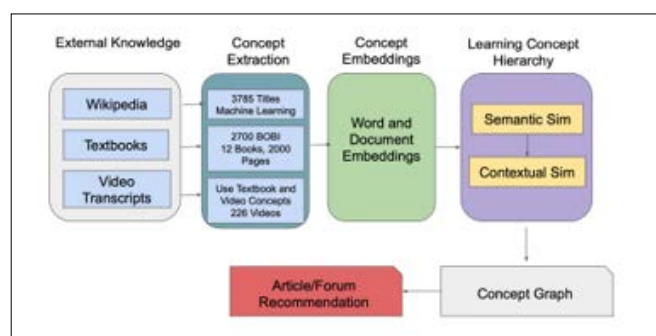 External Knowledge
Concept
Extraction
Concept
Embeddings
Learning Concept
Hierarchy
Wikipedia
Textbooks
Video
Transcripts
3785 Titles
Machine Learning
2700 BOBI
12 Books, 2000
Pages
Use Textbook and
Video Concepts
226 Videos
Word and
Document
Embeddings
Semantic Sim
Contextual Sim
Article/Forum
Recommendation
Concept Graph